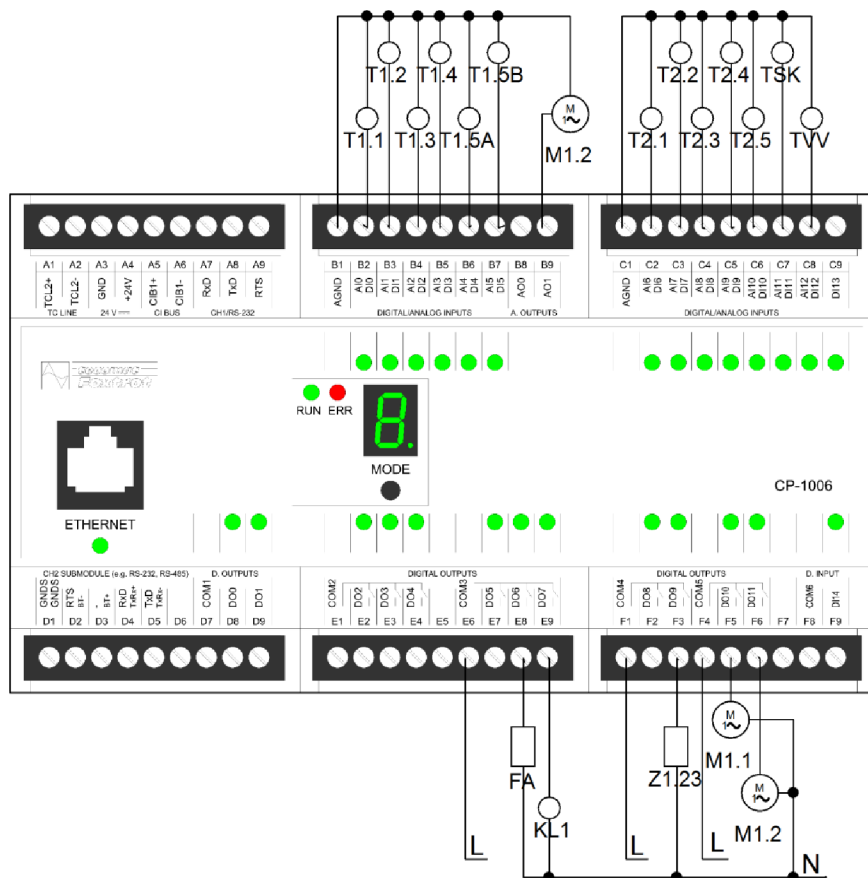 T1.2 T1.4 T1.5B T2.2 T2.4 TSK
T1.1 T1.3 T1.5A M 1~ M1.2 T2.1 T2.3 T2.5 TVV
A1 A2 A3 A4 A5 A6 A7 A8 A9 B1 B2 B3 B4 B5 B6 B7 B8 B9 C1 C2 C3 C4 C5 C6 C7 C8 C9
TCL2+ TCL2- GND +24V CIB1+ CIB1- RxD TxD RTS AGND AI0 DI0 AI1 DI1 AI2 DI2 AI3 DI3 AI4 DI4 AI5 DI5 AO0 AO1 AGND AI6 DI6 AI7 DI7 AI8 DI8 AI9 DI9 AI10 DI10 AI11 DI11 AI12 DI12 DI13
TC LINE 24 V CI BUS CH1/RS-232 DIGITAL/ANALOG INPUTS A. OUTPUTS DIGITAL/ANALOG INPUTS
Foxtrot
RUN ERR
8.
MODE
CP-1006
ETHERNET
CH2 SUBMODULE (e.g. RS-232, RS-485) D. OUTPUTS DIGITAL OUTPUTS DIGITAL OUTPUTS D. INPUT
GNDS GNDS RTS BT- - BT+ RxD TxRx+ TxD TxRx- COM1 DO0 DO1 COM2 DO2 DO3 DO4 COM3 DO5 DO6 DO7 COM4 DO8 DO9 COM5 DO10 DO11 COM6 DI14
D1 D2 D3 D4 D5 D6 D7 D8 D9 E1 E2 E3 E4 E5 E6 E7 E8 E9 F1 F2 F3 F4 F5 F6 F7 F8 F9
M 1~
M1.1
FA Z1.23
M 1~
KL1 M1.2
L L L N